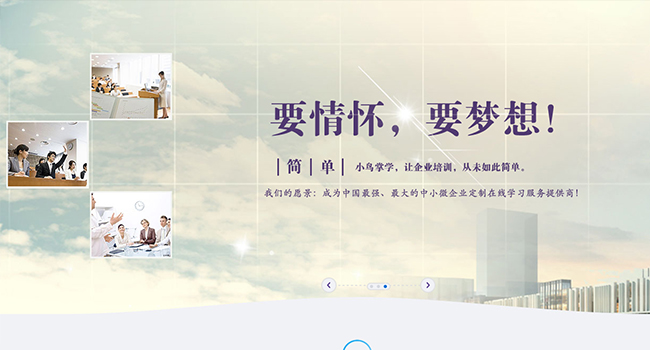 要情怀，要梦想！
简 单 小鸟掌学，让企业培训，从未如此简单。
我们的愿景：成为中国最强、最大的中小微企业定制在线学习服务提供商！